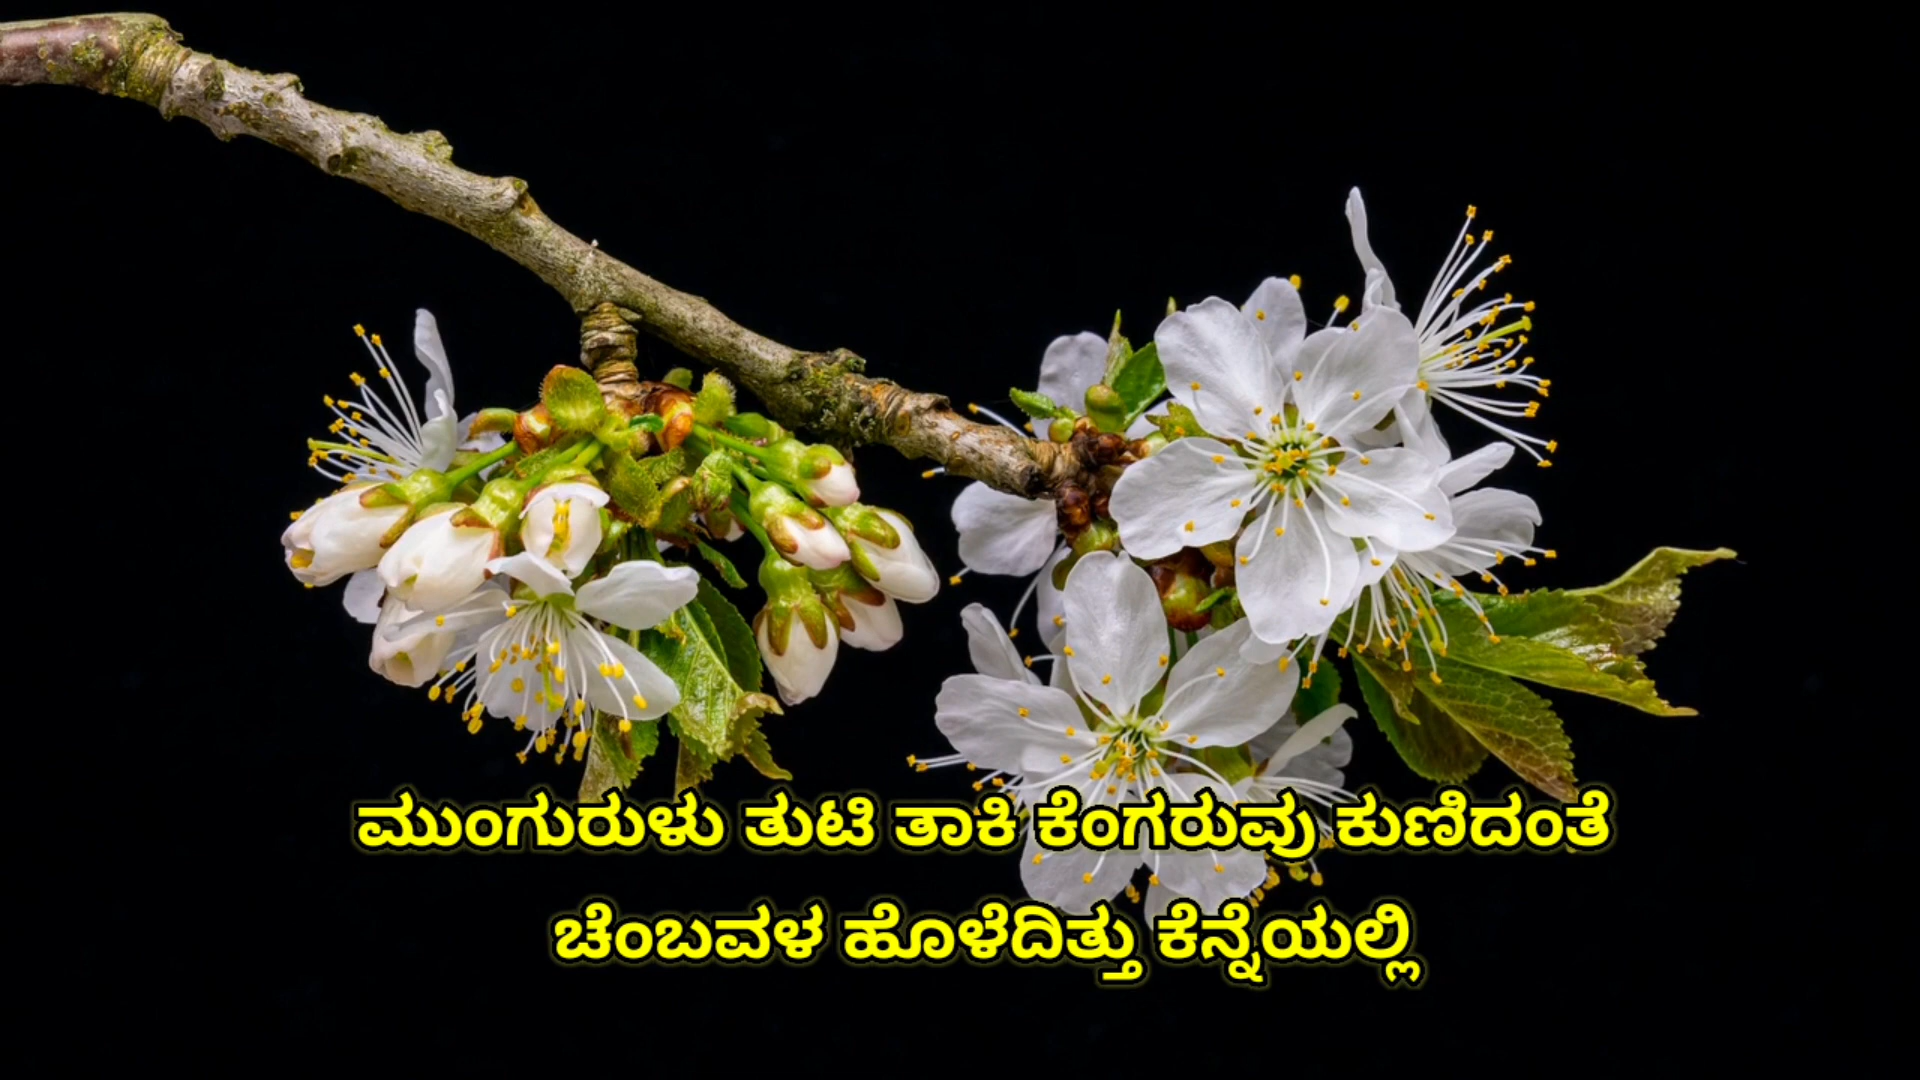 ಮುಂಗುರುಳು ತುಟಿ ತಾಕಿ ಕೆಂಗರುವು ಕುಣಿದಂತೆ
ಚೆಂಬವಳ ಹೊಳೆದಿತ್ತು ಕೆನ್ನೆಯಲ್ಲಿ